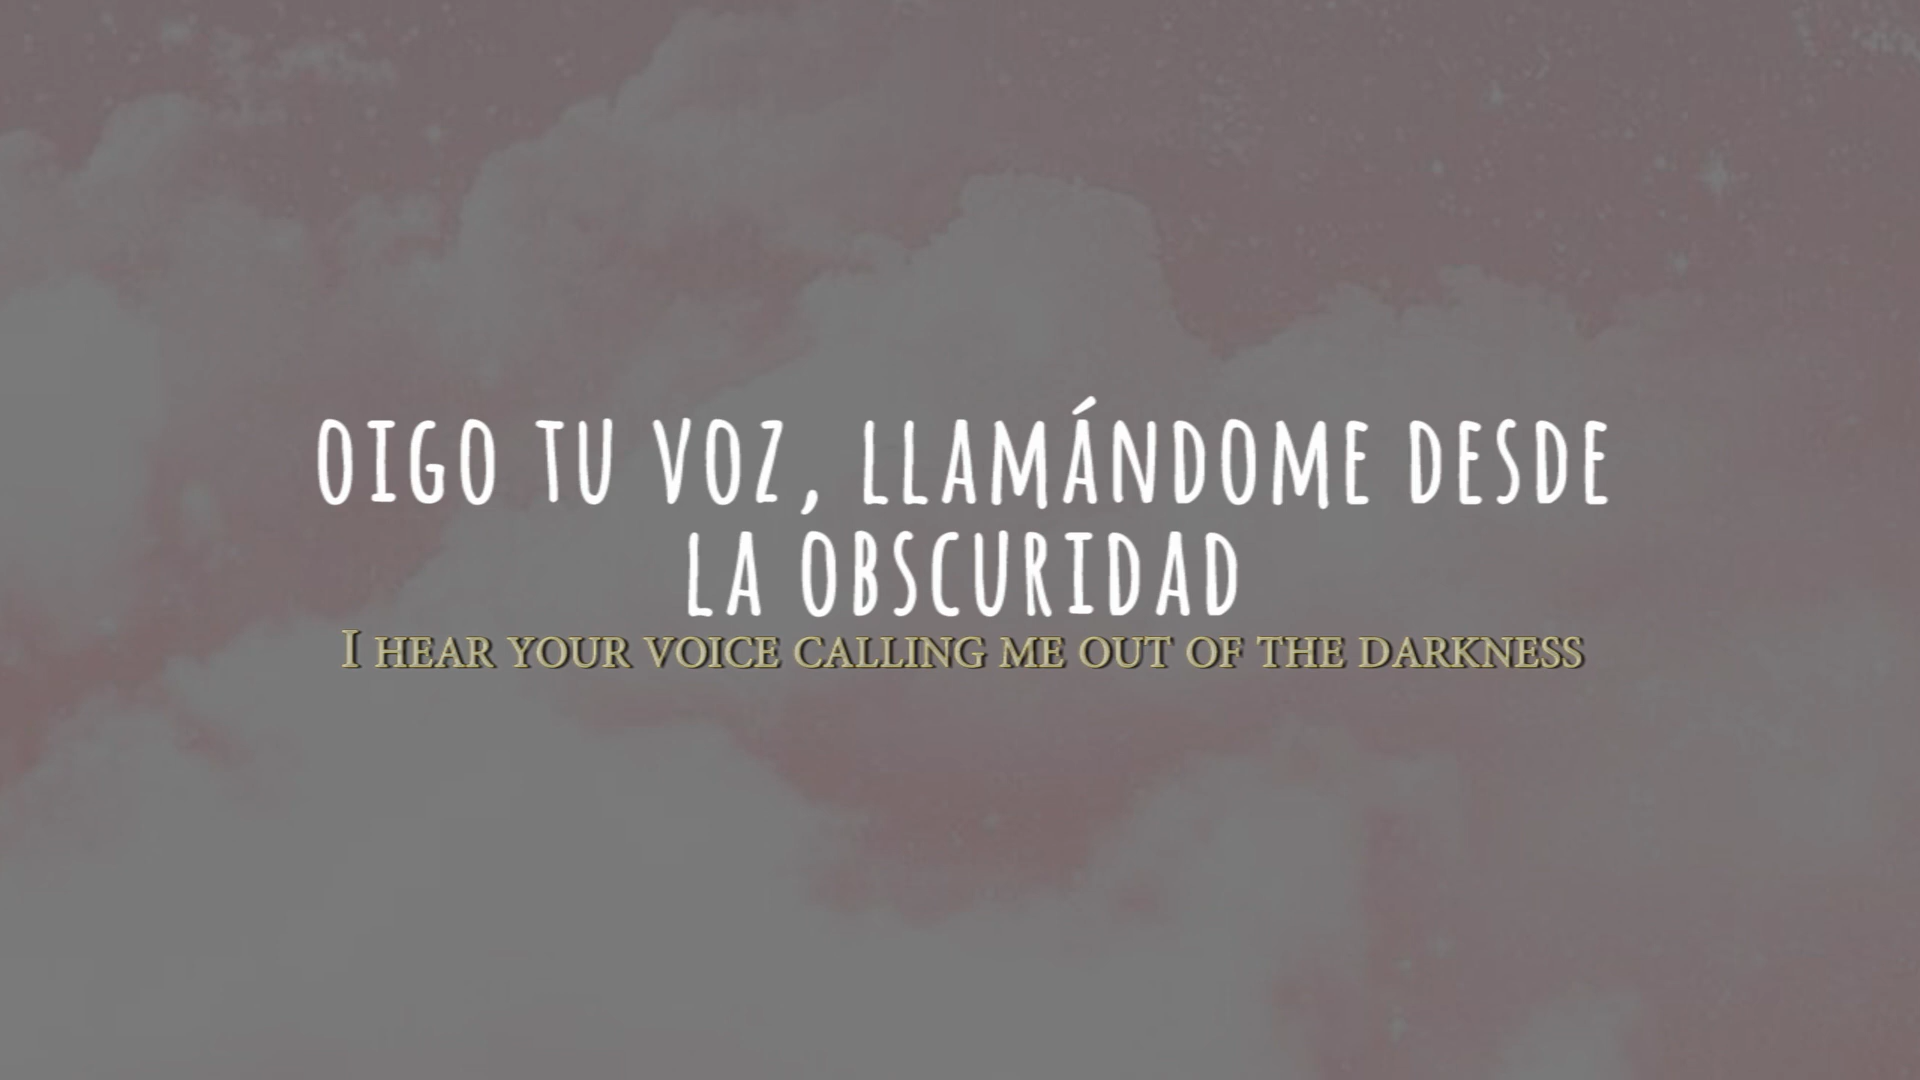 OIGO TU VOZ, LLAMÁNDOME DESDE
LA OBSCURIDAD
I HEAR YOUR VOICE CALLING ME OUT OF THE DARKNESS